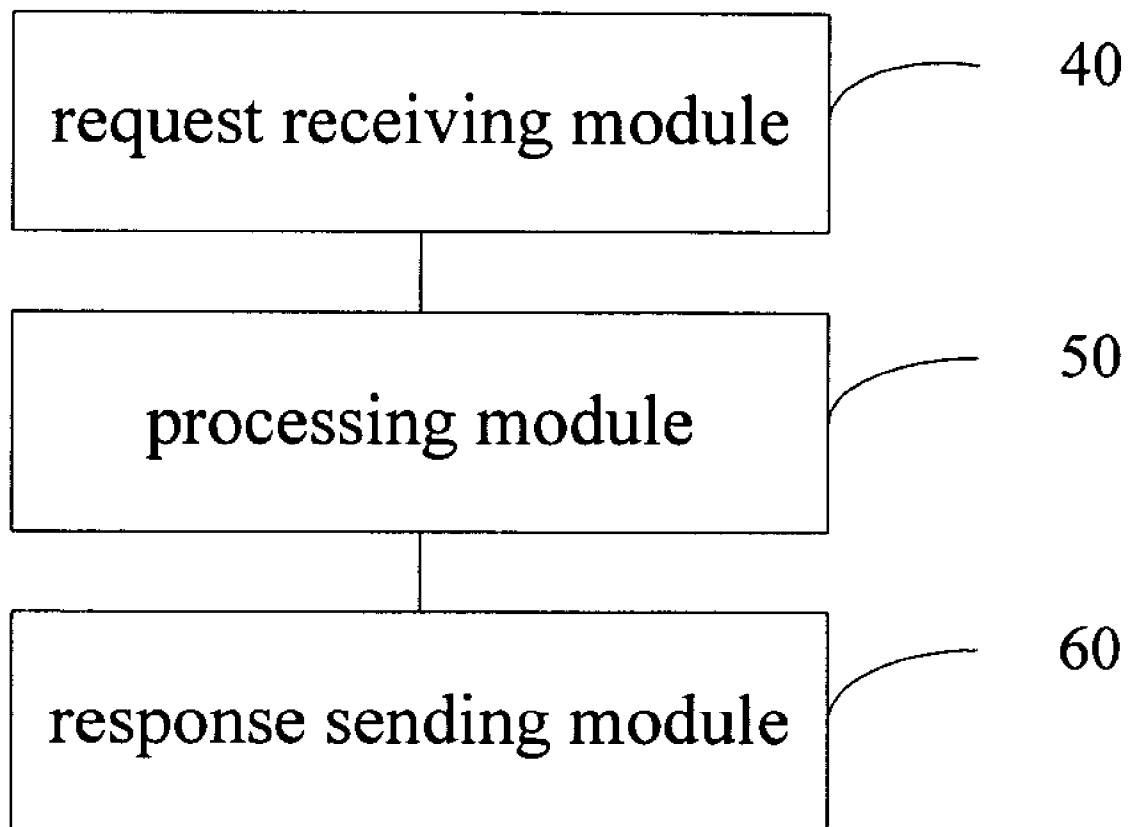 request receiving module
40
processing module
50
response sending module
60